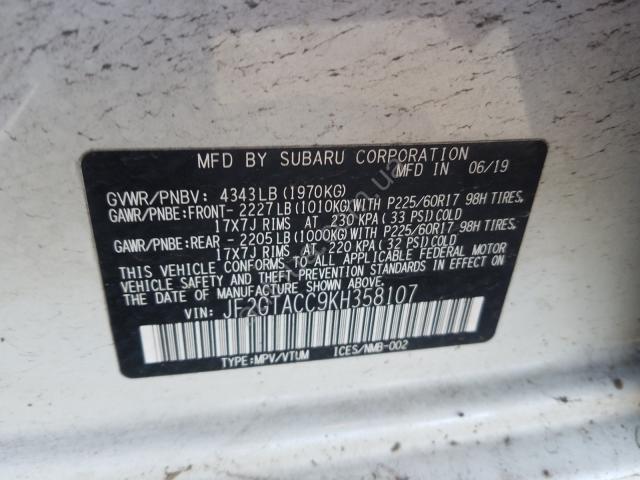 MFD BY SUBARU CORPORATION
MFD IN 06/19
GVWR/PNBV: 4343LB(1970KG)
GAWR/PNBE:FRONT- 2227LB(1010KG)WITH P225/60R17 98H TIRES,
17X7J RIMS AT 230 KPA(33 PSI)COLD
GAWR/PNBE:REAR - 2205LB(1000KG)WITH P225/60R17 98H TIRES,
17X7J RIMS AT 220 KPA(32 PSI)COLD
THIS VEHICLE CONFORMS TO ALL APPLICABLE FEDERAL MOTOR
VEHICLE SAFETY AND BUMPER STANDARDS IN EFFECT ON
THE DATE OF MANUFACTURE SHOWN ABOVE.
VIN: JF2GTACC9KH358107
TYPE:MPV/VTUM ICES/NMB-002